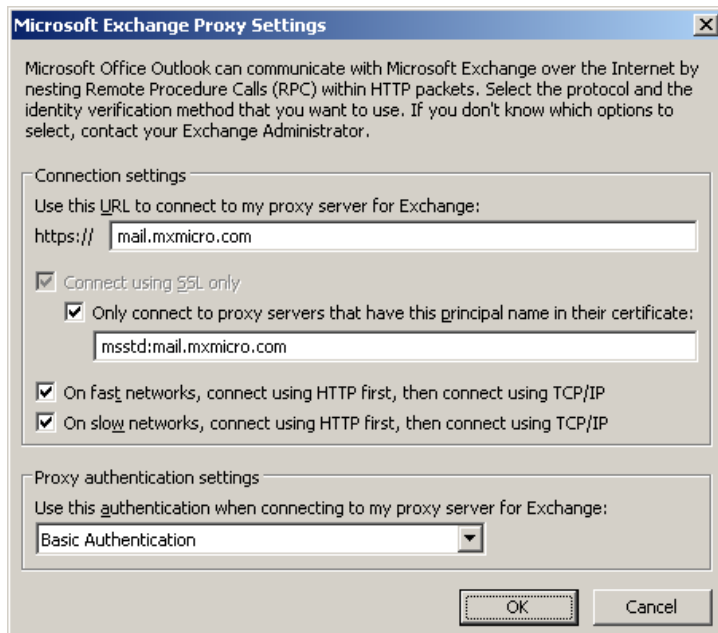 Microsoft Exchange Proxy Settings
Microsoft Office Outlook can communicate with Microsoft Exchange over the Internet by
nesting Remote Procedure Calls (RPC) within HTTP packets. Select the protocol and the
identity verification method that you want to use. If you don't know which options to
select, contact your Exchange Administrator.
Connection settings
Use this URL to connect to my proxy server for Exchange:
https:// mail.mxmicro.com
Connect using SSL only
Only connect to proxy servers that have this principal name in their certificate:
msstd:mail.mxmicro.com
On fast networks, connect using HTTP first, then connect using TCP/IP
On slow networks, connect using HTTP first, then connect using TCP/IP
Proxy authentication settings
Use this authentication when connecting to my proxy server for Exchange:
Basic Authentication
OK Cancel